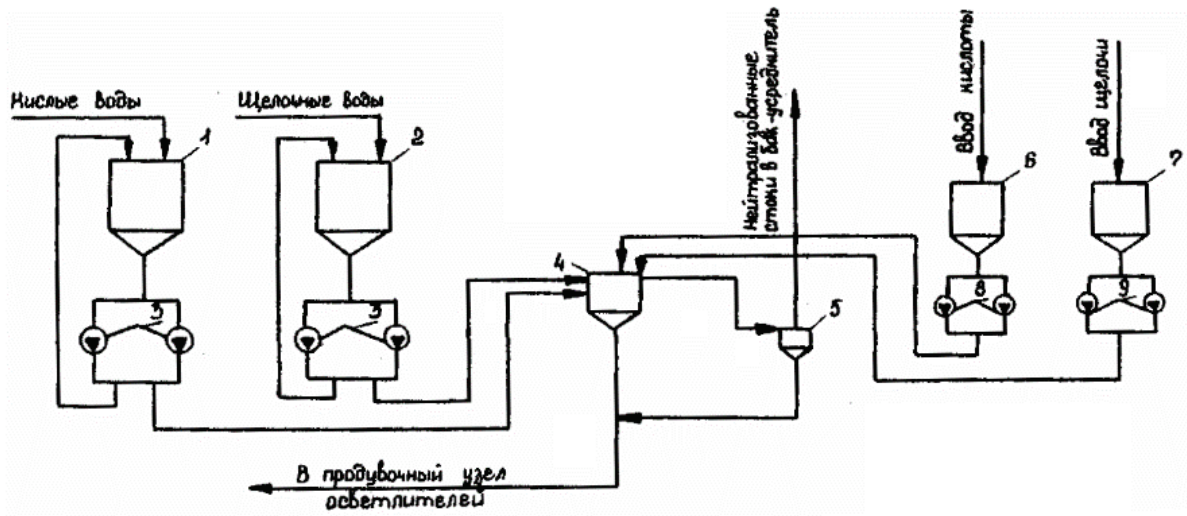 Кислые воды
Щелочные воды
Нейтрализованные
стоки в бак-усреднитель
Ввод кислоты
Ввод щелочи
1
2
6
7
4
5
3
3
8
9
В продувочный узел
осветлителей